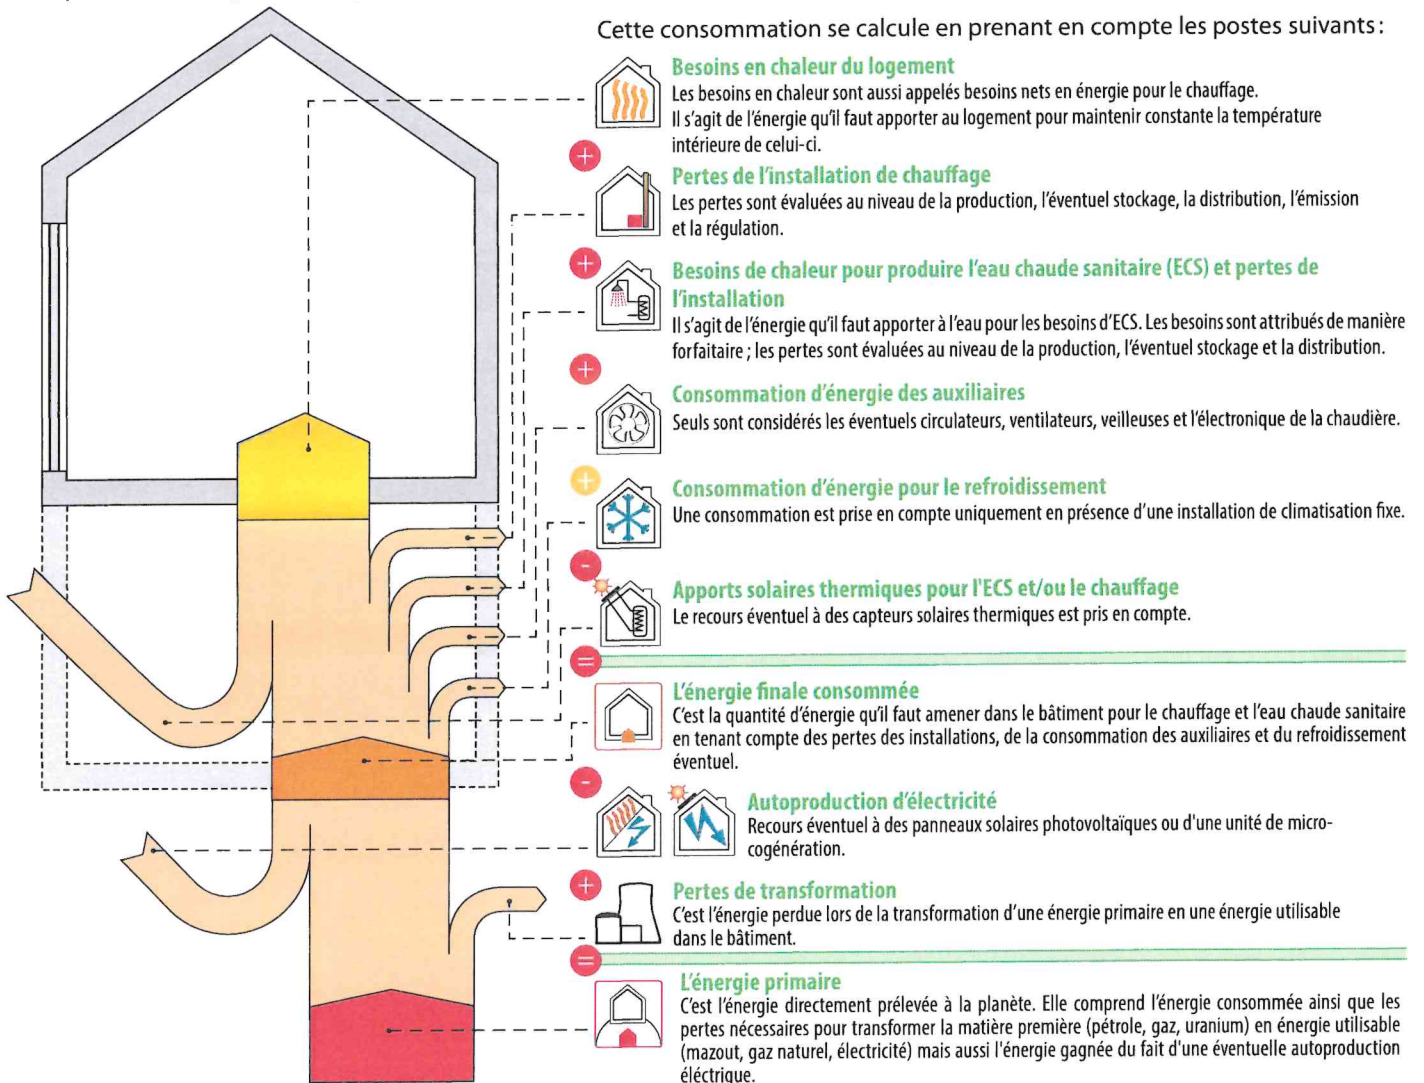 Cette consommation se calcule en prenant en compte les postes suivants :
Besoins en chaleur du logement
Les besoins en chaleur sont aussi appelés besoins nets en énergie pour le chauffage.
Il s'agit de l'énergie qu'il faut apporter au logement pour maintenir constante la température
intérieure de celui-ci.
+
Pertes de l'installation de chauffage
Les pertes sont évaluées au niveau de la production, l'éventuel stockage, la distribution, l'émission
et la régulation.
+
Besoins de chaleur pour produire l'eau chaude sanitaire (ECS) et pertes de
l'installation
Il s'agit de l'énergie qu'il faut apporter à l'eau pour les besoins d'ECS. Les besoins sont attribués de manière
forfaitaire ; les pertes sont évaluées au niveau de la production, l'éventuel stockage et la distribution.
+
Consommation d'énergie des auxiliaires
Seuls sont considérés les éventuels circulateurs, ventilateurs, veilleuses et l'électronique de la chaudière.
+
Consommation d'énergie pour le refroidissement
Une consommation est prise en compte uniquement en présence d'une installation de climatisation fixe.
-
Apports solaires thermiques pour l'ECS et/ou le chauffage
Le recours éventuel à des capteurs solaires thermiques est pris en compte.
=
L'énergie finale consommée
C'est la quantité d'énergie qu'il faut amener dans le bâtiment pour le chauffage et l'eau chaude sanitaire
en tenant compte des pertes des installations, de la consommation des auxiliaires et du refroidissement
éventuel.
-
Autoproduction d'électricité
Recours éventuel à des panneaux solaires photovoltaïques ou d'une unité de micro-
cogénération.
+
Pertes de transformation
C'est l'énergie perdue lors de la transformation d'une énergie primaire en une énergie utilisable
dans le bâtiment.
=
L'énergie primaire
C'est l'énergie directement prélevée à la planète. Elle comprend l'énergie consommée ainsi que les
pertes nécessaires pour transformer la matière première (pétrole, gaz, uranium) en énergie utilisable
(mazout, gaz naturel, électricité) mais aussi l'énergie gagnée du fait d'une éventuelle autoproduction
éléctrique.